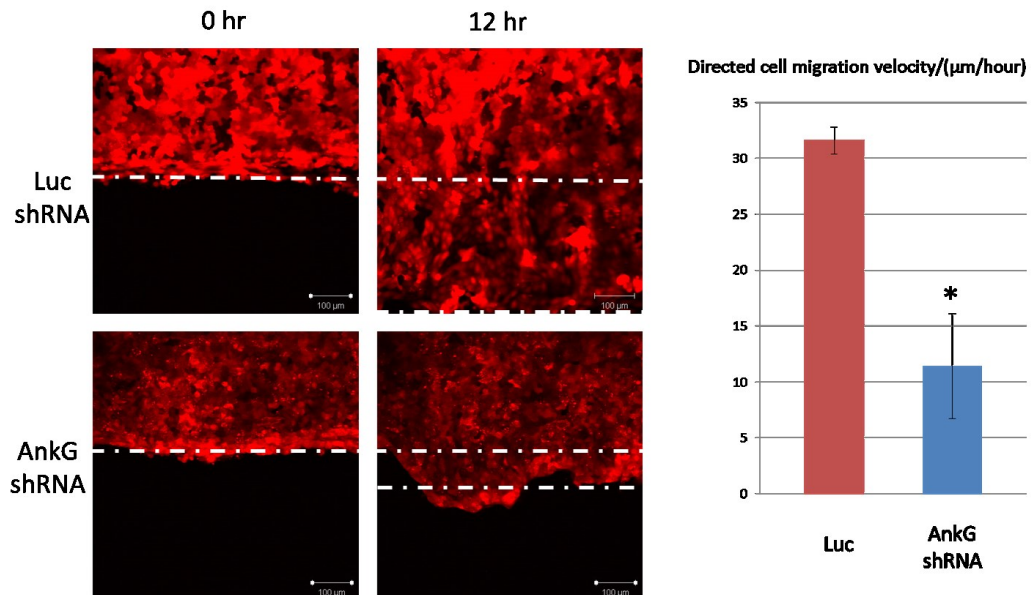 0 hr
12 hr
Luc
shRNA
100 µm
100 µm
AnkG
shRNA
100 µm
100 µm
Directed cell migration velocity/(µm/hour)
35
30
25
20
15
10
5
0
*
Luc
AnkG
shRNA